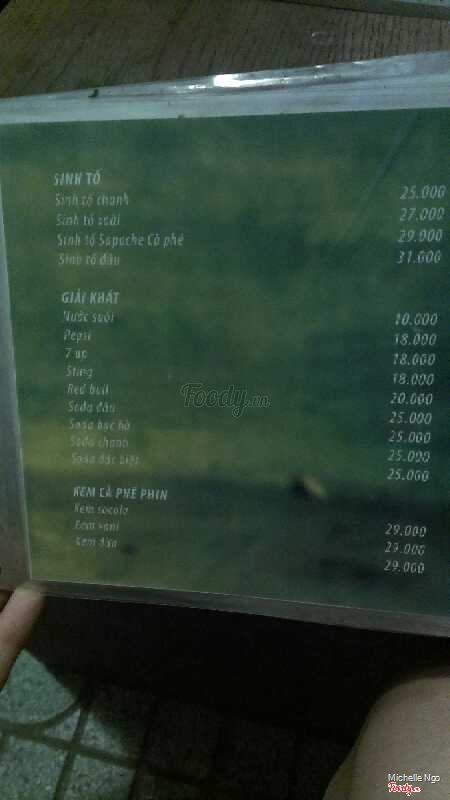 SINH TỐ
Sinh tố chanh 25.000
Sinh tố xoài 27.000
Sinh tố Sapoche Cà phê 29.000
Sinh tố dâu 31.000
GIẢI KHÁT
Nước suối 10.000
Pepsi 18.000
7 up 18.000
Sting 18.000
Red bull 20.000
Soda dâu 25.000
Soda bạc hà 25.000
Soda chanh 25.000
Soda đặc biệt 25.000
KEM CÀ PHÊ PHIN
Kem socola 29.000
Kem vani 29.000
Kem dừa 29.000
Foody.vn
Michelle Ngo
Foody.vn